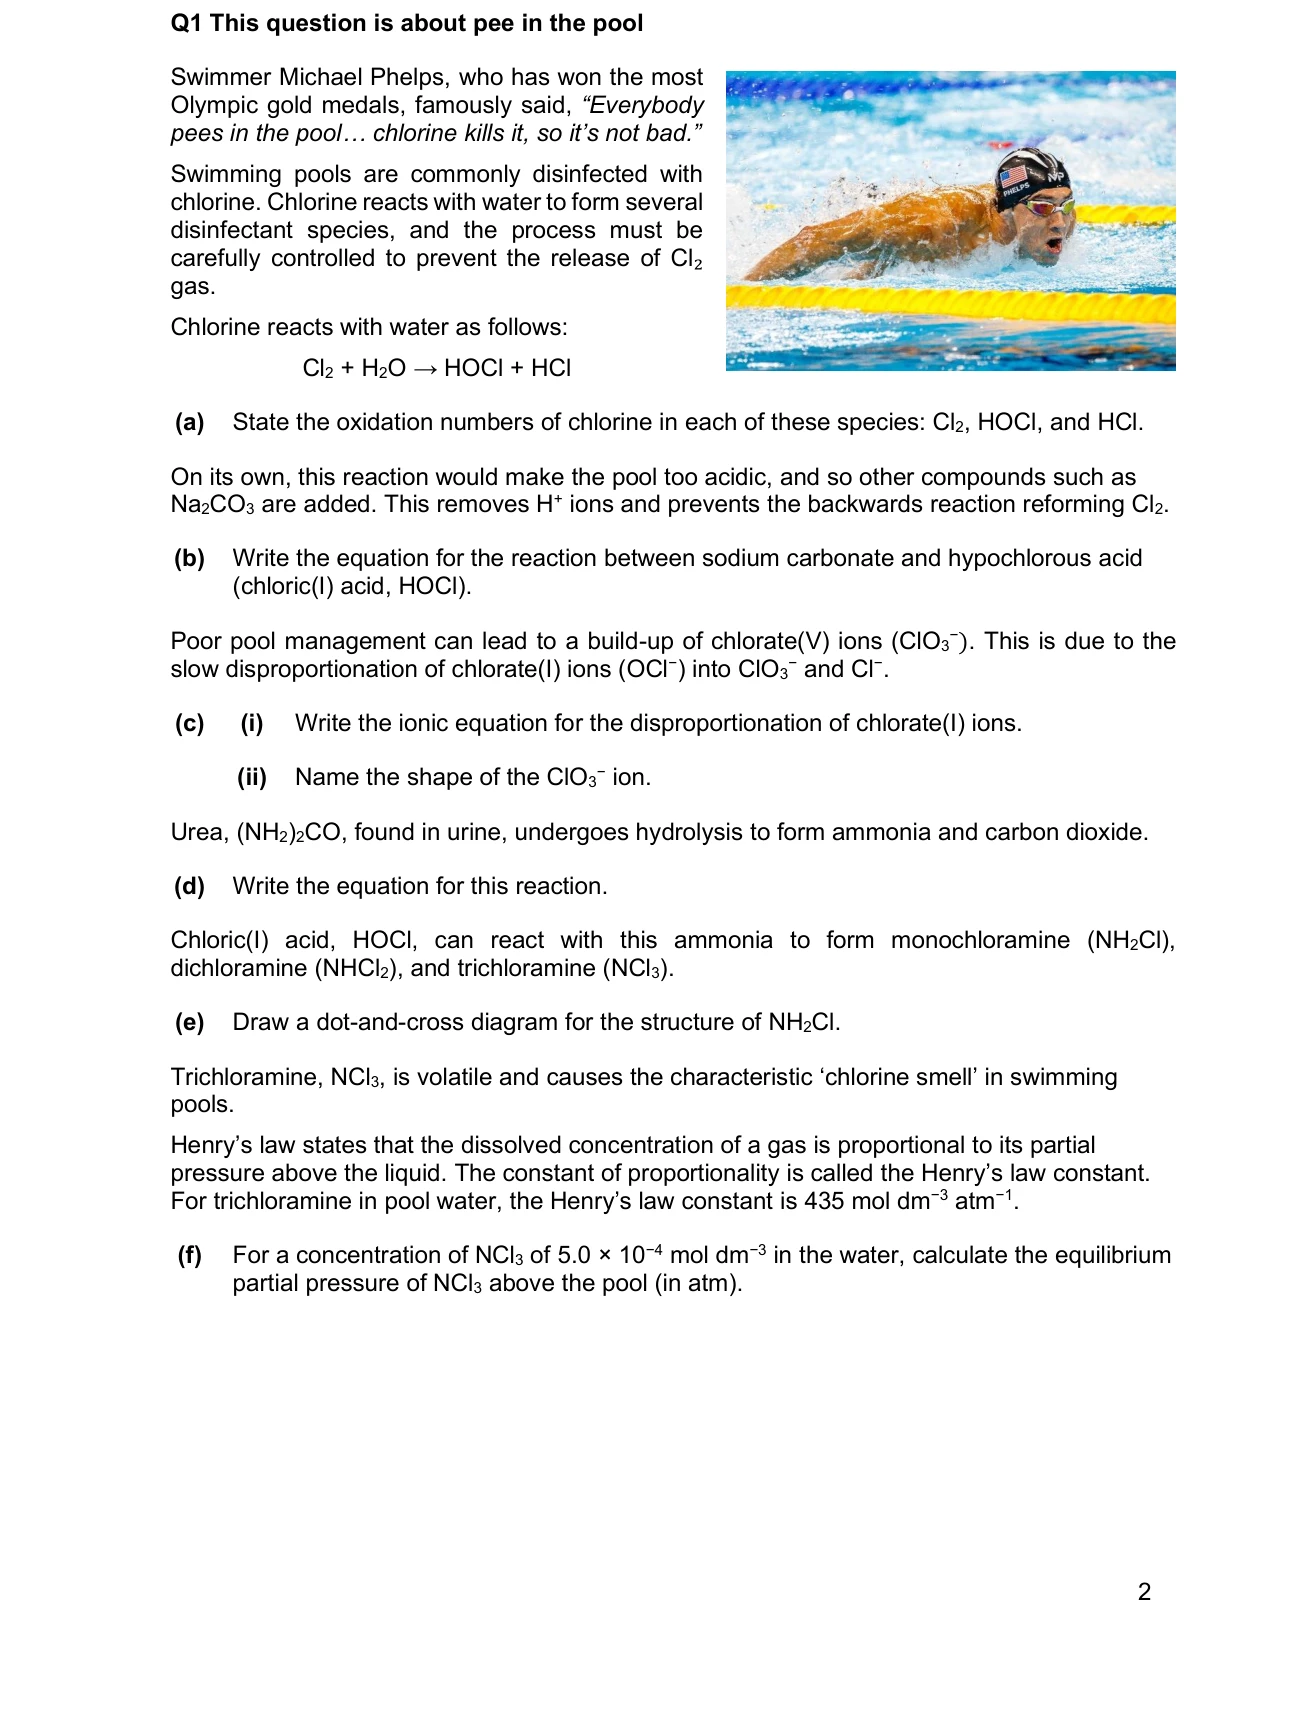 Q1 This question is about pee in the pool
Swimmer Michael Phelps, who has won the most
Olympic gold medals, famously said, “Everybody
pees in the pool… chlorine kills it, so it’s not bad.”
Swimming pools are commonly disinfected with
chlorine. Chlorine reacts with water to form several
disinfectant species, and the process must be
carefully controlled to prevent the release of Cl₂
gas.
Chlorine reacts with water as follows:
Cl₂ + H₂O → HOCl + HCl
PHELPS
MP
(a) State the oxidation numbers of chlorine in each of these species: Cl₂, HOCl, and HCl.
On its own, this reaction would make the pool too acidic, and so other compounds such as
Na₂CO₃ are added. This removes H⁺ ions and prevents the backwards reaction reforming Cl₂.
(b) Write the equation for the reaction between sodium carbonate and hypochlorous acid
(chloric(I) acid, HOCl).
Poor pool management can lead to a build-up of chlorate(V) ions (ClO₃⁻). This is due to the
slow disproportionation of chlorate(I) ions (OCl⁻) into ClO₃⁻ and Cl⁻.
(c) (i) Write the ionic equation for the disproportionation of chlorate(I) ions.
(ii) Name the shape of the ClO₃⁻ ion.
Urea, (NH₂)₂CO, found in urine, undergoes hydrolysis to form ammonia and carbon dioxide.
(d) Write the equation for this reaction.
Chloric(I) acid, HOCl, can react with this ammonia to form monochloramine (NH₂Cl),
dichloramine (NHCl₂), and trichloramine (NCl₃).
(e) Draw a dot-and-cross diagram for the structure of NH₂Cl.
Trichloramine, NCl₃, is volatile and causes the characteristic ‘chlorine smell’ in swimming
pools.
Henry’s law states that the dissolved concentration of a gas is proportional to its partial
pressure above the liquid. The constant of proportionality is called the Henry’s law constant.
For trichloramine in pool water, the Henry’s law constant is 435 mol dm⁻³ atm⁻¹.
(f) For a concentration of NCl₃ of 5.0 × 10⁻⁴ mol dm⁻³ in the water, calculate the equilibrium
partial pressure of NCl₃ above the pool (in atm).
2